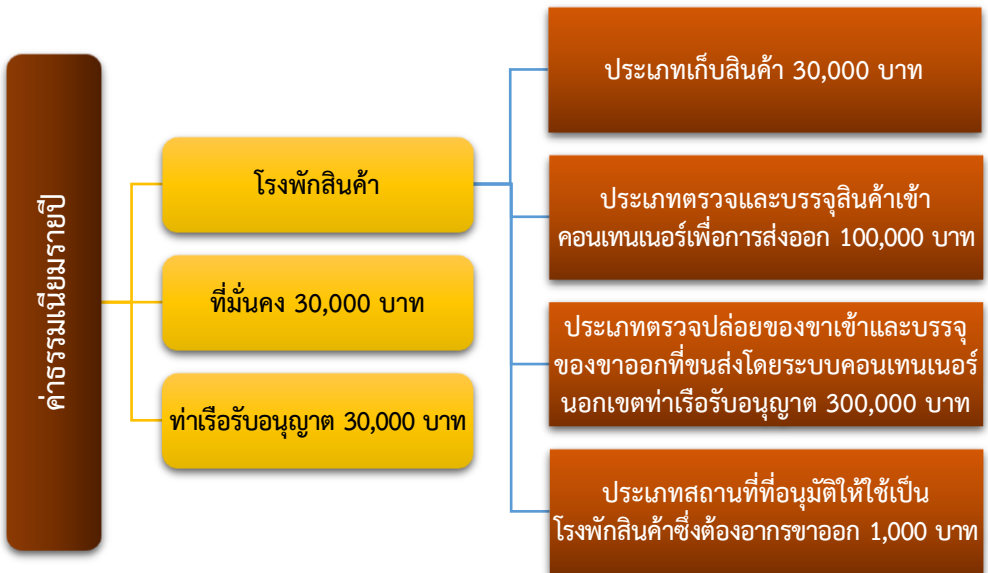 ค่าธรรมเนียมรายปี
โรงพักสินค้า
ที่มั่นคง 30,000 บาท
ท่าเรือรับอนุญาต 30,000 บาท
ประเภทเก็บสินค้า 30,000 บาท
ประเภทตรวจและบรรจุสินค้าเข้า
คอนเทนเนอร์เพื่อการส่งออก 100,000 บาท
ประเภทตรวจปล่อยของขาเข้าและบรรจุ
ของขาออกที่ขนส่งโดยระบบคอนเทนเนอร์
นอกเขตท่าเรือรับอนุญาต 300,000 บาท
ประเภทสถานที่ที่อนุมัติให้ใช้เป็น
โรงพักสินค้าซึ่งต้องอากรขาออก 1,000 บาท